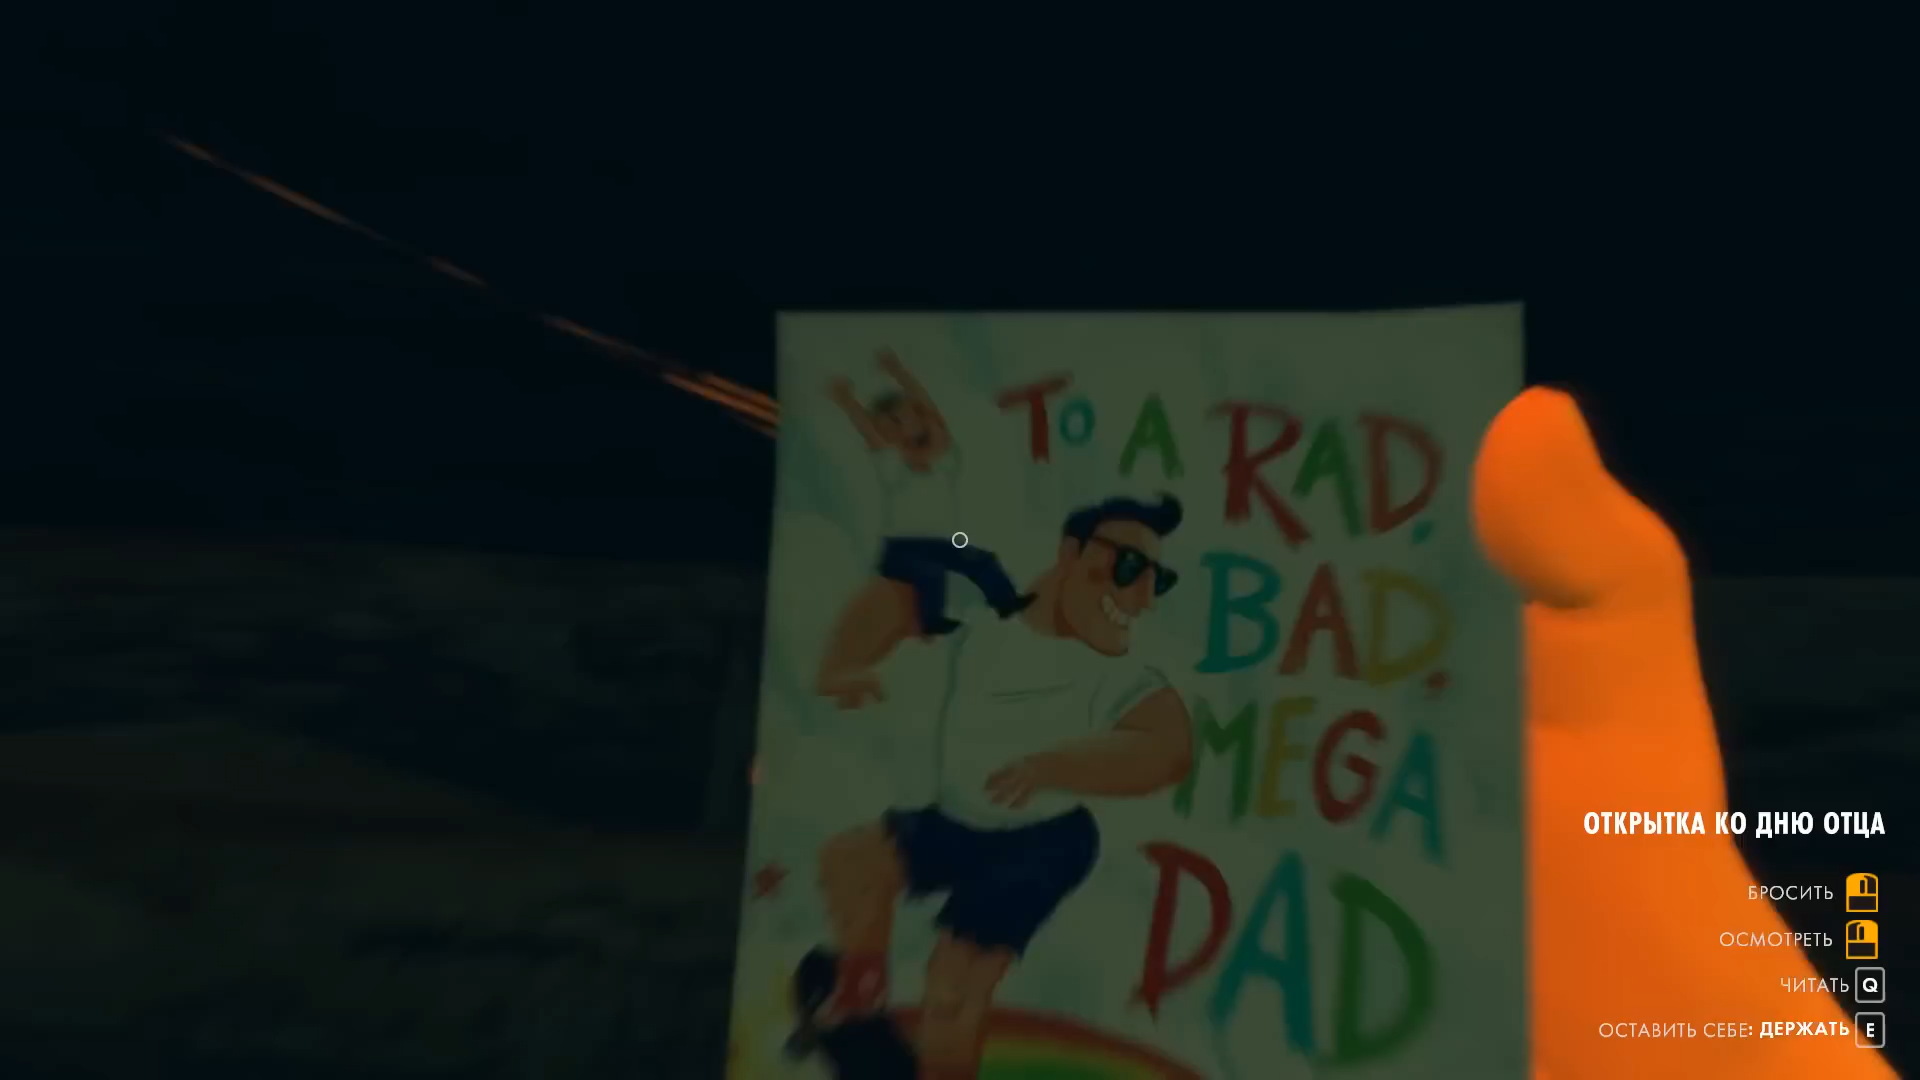 To A RAD,
BAD,
MEGA
DAD
ОТКРЫТКА КО ДНЮ ОТЦА
БРОСИТЬ
ОСМОТРЕТЬ
ЧИТАТЬ Q
ОСТАВИТЬ СЕБЕ: ДЕРЖАТЬ E